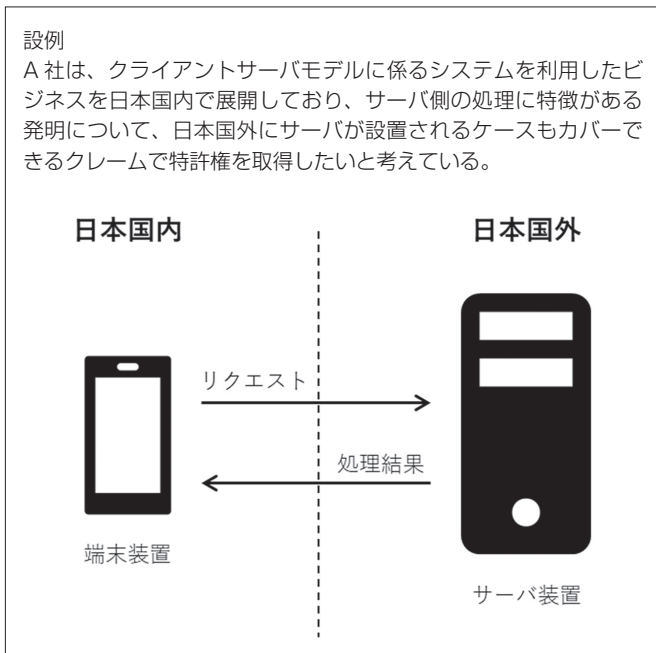 設例
A 社は、クライアントサーバモデルに係るシステムを利用したビ
ジネスを日本国内で展開しており、サーバ側の処理に特徴がある
発明について、日本国外にサーバが設置されるケースもカバーで
きるクレームで特許権を取得したいと考えている。
日本国内
日本国外
リクエスト
処理結果
端末装置
サーバ装置